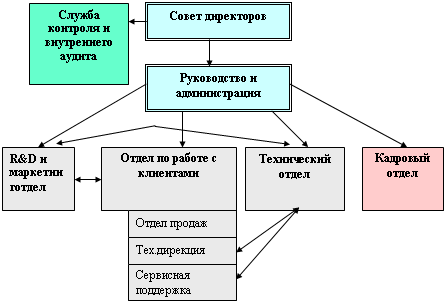 Служба
контроля и
внутреннего
аудита
Совет директоров
Руководство и
администрация
R&D и
маркетин
готдел
Отдел по работе с
клиентами
Технический
отдел
Кадровый
отдел
Отдел продаж
Тех.дирекция
Сервисная
поддержка